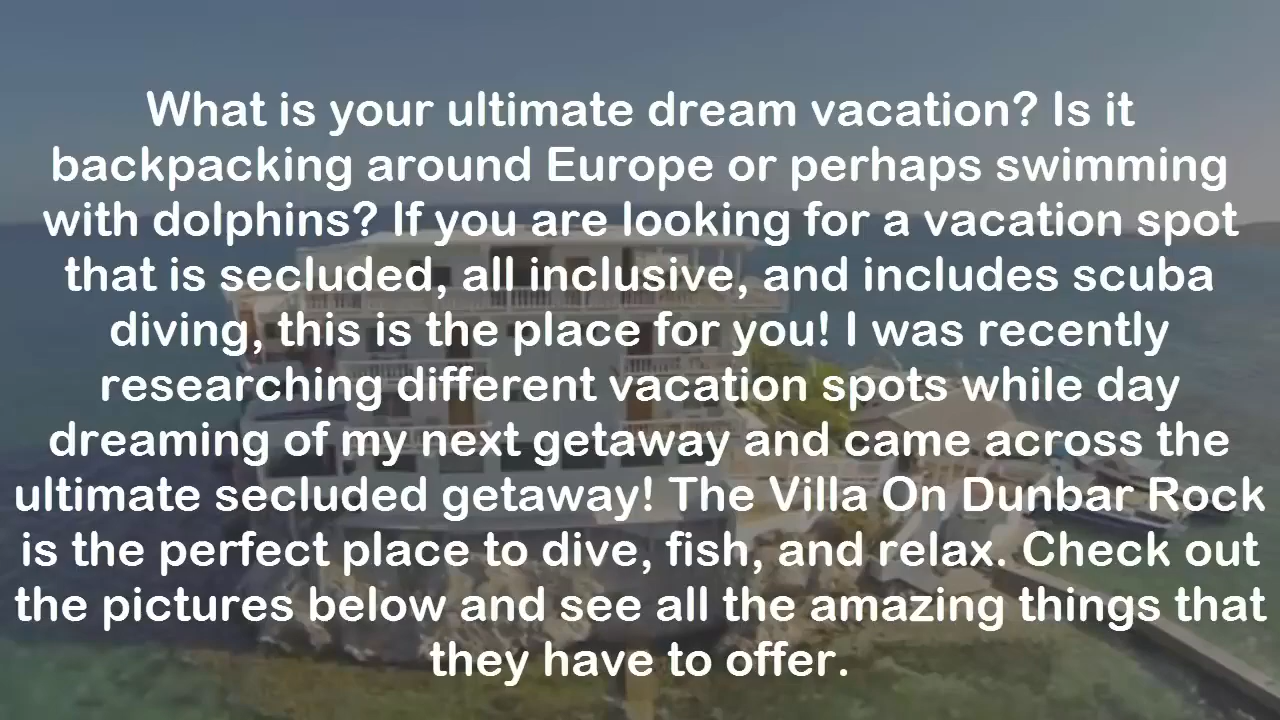 What is your ultimate dream vacation? Is it
backpacking around Europe or perhaps swimming
with dolphins? If you are looking for a vacation spot
that is secluded, all inclusive, and includes scuba
diving, this is the place for you! I was recently
researching different vacation spots while day
dreaming of my next getaway and came across the
ultimate secluded getaway! The Villa On Dunbar Rock
is the perfect place to dive, fish, and relax. Check out
the pictures below and see all the amazing things that
they have to offer.